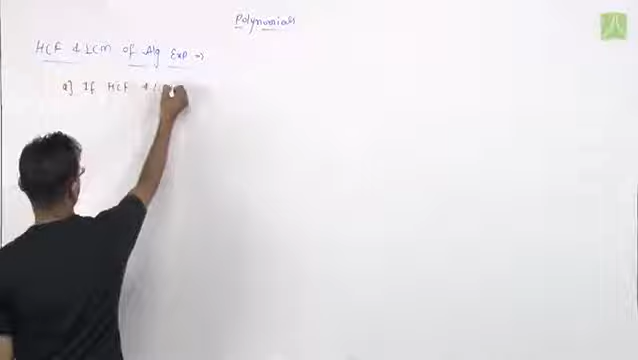 Polynomials
HCF & LCM of Alg Exp ⇒
a] If HCF &